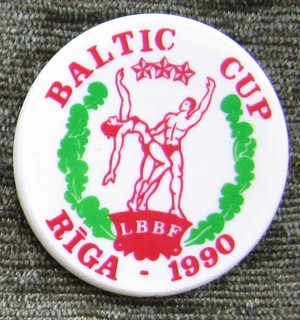 BALTIC CUP
LBBF
RĪGA - 1990